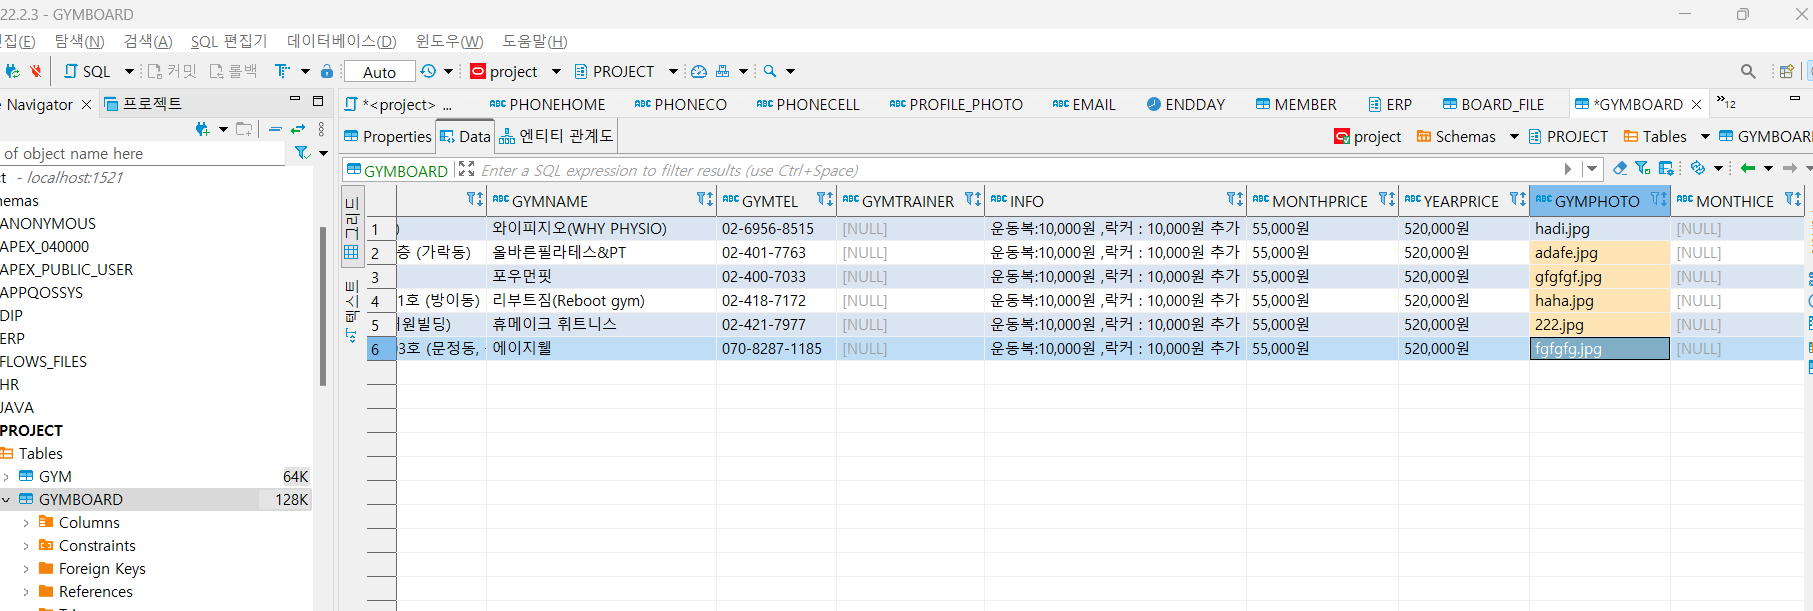 22.2.3 - GYMBOARD
집(E) 탐색(N) 검색(A) SQL 편집기 데이터베이스(D) 윈도우(W) 도움말(H)
SQL 커밋 롤백 Auto project PROJECT
Navigator 프로젝트
*<project> ... PHONEHOME PHONECO PHONECELL PROFILE_PHOTO EMAIL ENDDAY MEMBER ERP BOARD_FILE *GYMBOARD »12
Properties Data 엔티티 관계도 project Schemas PROJECT Tables GYMBOAR
of object name here
GYMBOARD Enter a SQL expression to filter results (use Ctrl+Space)
t - localhost:1521
emas
ANONYMOUS
APEX_040000
APEX_PUBLIC_USER
APPQOSSYS
DIP
ERP
FLOWS_FILES
HR
JAVA
PROJECT
Tables
GYM 64K
GYMBOARD 128K
Columns
Constraints
Foreign Keys
References
그리드
텍스트
GYMNAME GYMTEL GYMTRAINER INFO MONTHPRICE YEARPRICE GYMPHOTO MONTHICE
1 ) 와이피지오(WHY PHYSIO) 02-6956-8515 [NULL] 운동복:10,000원 ,락커 : 10,000원 추가 55,000원 520,000원 hadi.jpg [NULL]
2 층 (가락동) 올바른필라테스&PT 02-401-7763 [NULL] 운동복:10,000원 ,락커 : 10,000원 추가 55,000원 520,000원 adafe.jpg [NULL]
3 포우먼핏 02-400-7033 [NULL] 운동복:10,000원 ,락커 : 10,000원 추가 55,000원 520,000원 gfgfgf.jpg [NULL]
4 1호 (방이동) 리부트짐(Reboot gym) 02-418-7172 [NULL] 운동복:10,000원 ,락커 : 10,000원 추가 55,000원 520,000원 haha.jpg [NULL]
5 원빌딩) 휴메이크 휘트니스 02-421-7977 [NULL] 운동복:10,000원 ,락커 : 10,000원 추가 55,000원 520,000원 222.jpg [NULL]
6 3호 (문정동, 에이지웰 070-8287-1185 [NULL] 운동복:10,000원 ,락커 : 10,000원 추가 55,000원 520,000원 fgfgfg.jpg [NULL]